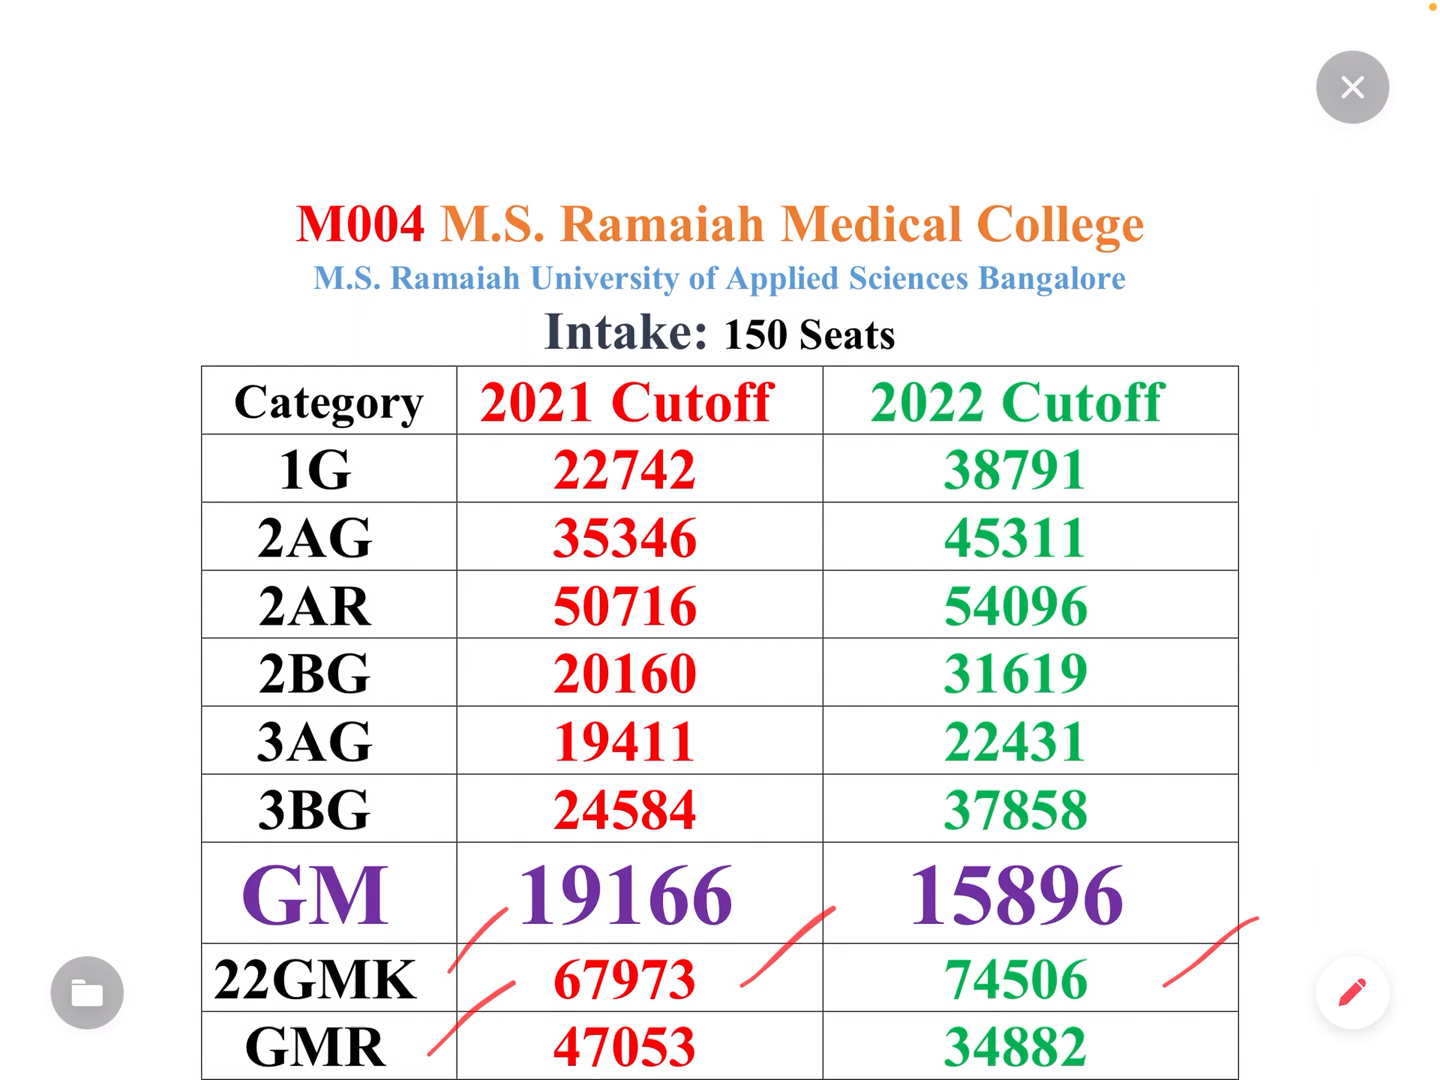 M004 M.S. Ramaiah Medical College
M.S. Ramaiah University of Applied Sciences Bangalore
Intake: 150 Seats
Category 2021 Cutoff 2022 Cutoff
1G 22742 38791
2AG 35346 45311
2AR 50716 54096
2BG 20160 31619
3AG 19411 22431
3BG 24584 37858
GM 19166 15896
22GMK 67973 74506
GMR 47053 34882